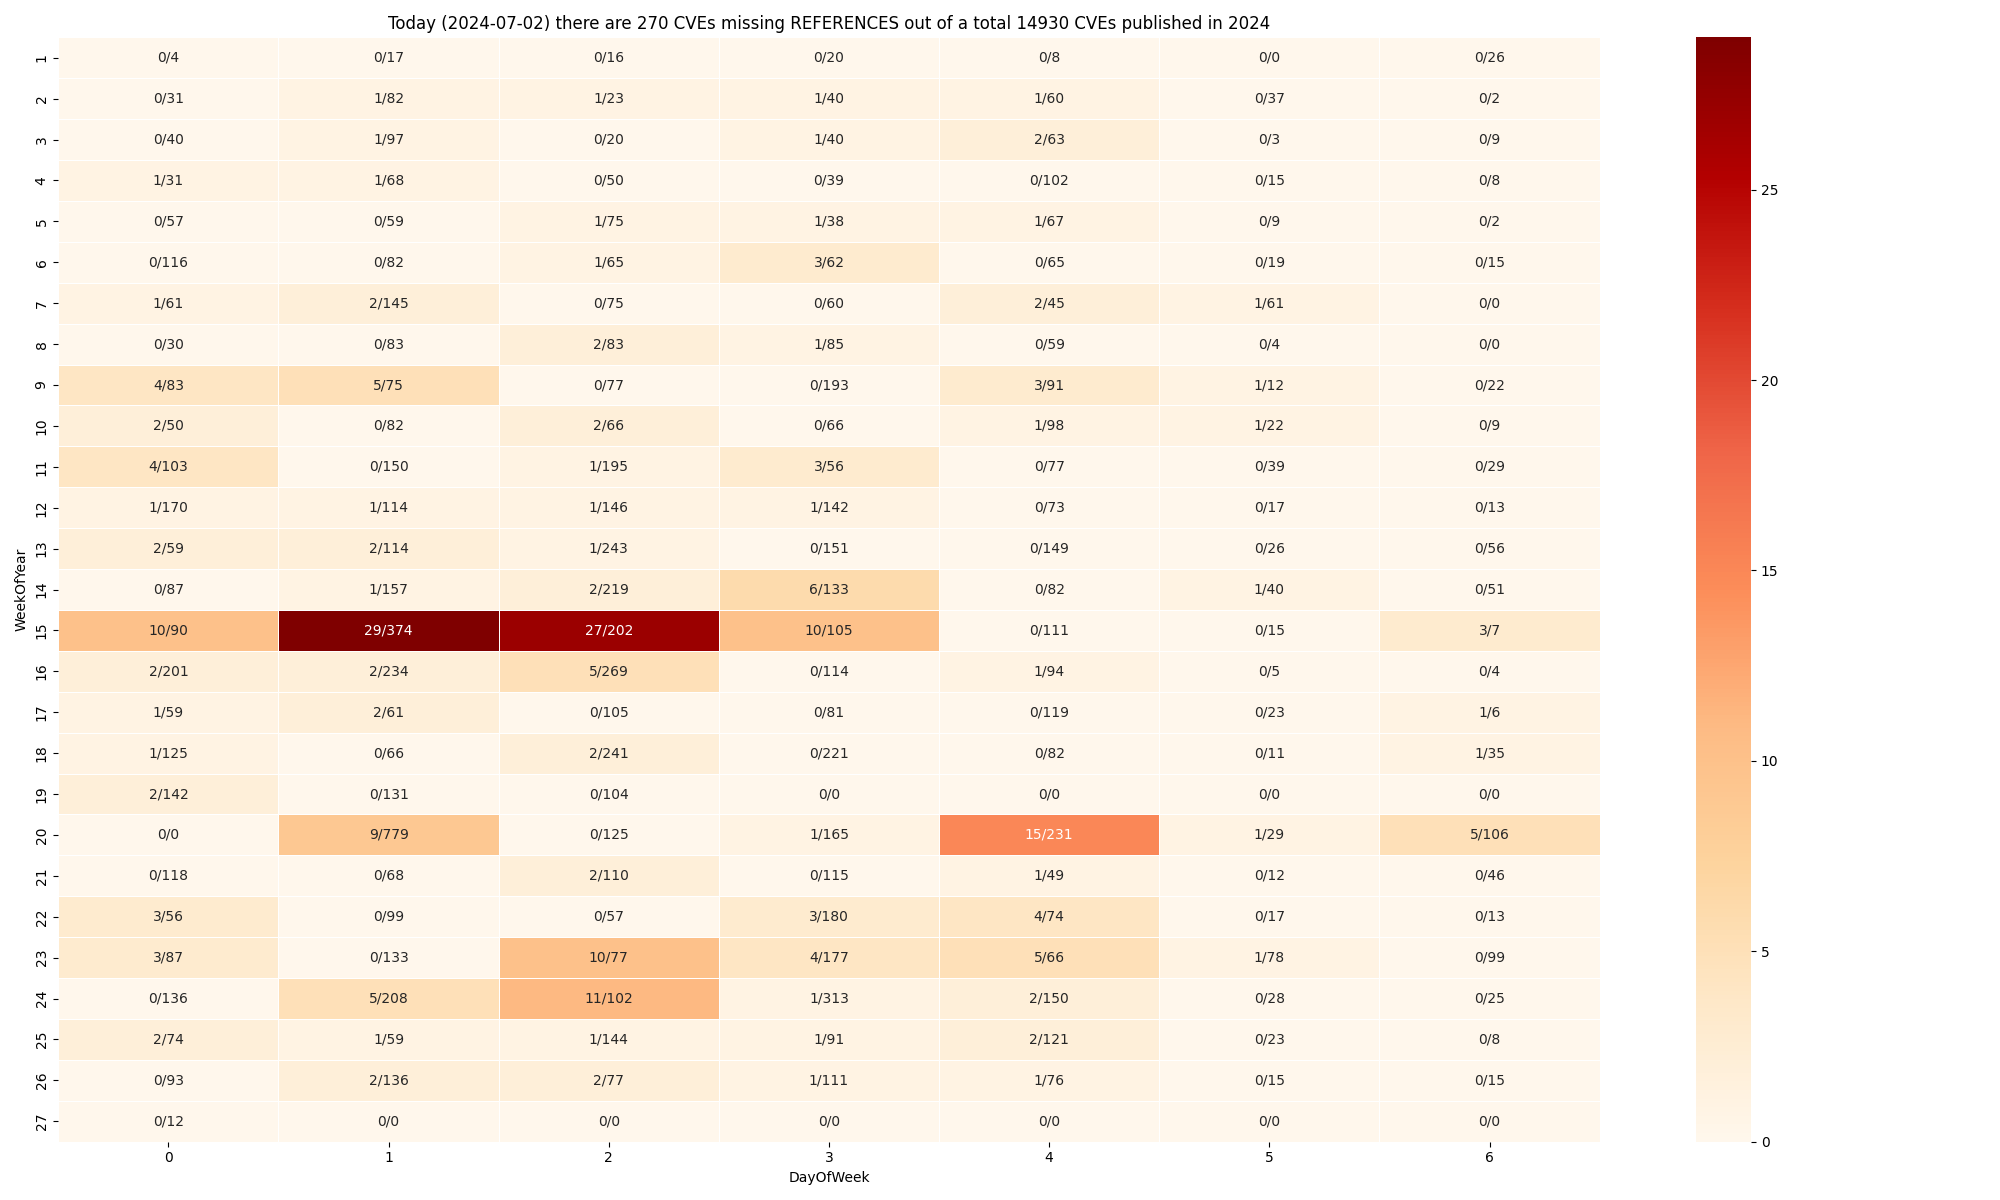 Today (2024-07-02) there are 270 CVEs missing REFERENCES out of a total 14930 CVEs published in 2024
WeekOfYear
1 0/4 0/17 0/16 0/20 0/8 0/0 0/26
2 0/31 1/82 1/23 1/40 1/60 0/37 0/2
3 0/40 1/97 0/20 1/40 2/63 0/3 0/9
4 1/31 1/68 0/50 0/39 0/102 0/15 0/8
5 0/57 0/59 1/75 1/38 1/67 0/9 0/2
6 0/116 0/82 1/65 3/62 0/65 0/19 0/15
7 1/61 2/145 0/75 0/60 2/45 1/61 0/0
8 0/30 0/83 2/83 1/85 0/59 0/4 0/0
9 4/83 5/75 0/77 0/193 3/91 1/12 0/22
10 2/50 0/82 2/66 0/66 1/98 1/22 0/9
11 4/103 0/150 1/195 3/56 0/77 0/39 0/29
12 1/170 1/114 1/146 1/142 0/73 0/17 0/13
13 2/59 2/114 1/243 0/151 0/149 0/26 0/56
14 0/87 1/157 2/219 6/133 0/82 1/40 0/51
15 10/90 29/374 27/202 10/105 0/111 0/15 3/7
16 2/201 2/234 5/269 0/114 1/94 0/5 0/4
17 1/59 2/61 0/105 0/81 0/119 0/23 1/6
18 1/125 0/66 2/241 0/221 0/82 0/11 1/35
19 2/142 0/131 0/104 0/0 0/0 0/0 0/0
20 0/0 9/779 0/125 1/165 15/231 1/29 5/106
21 0/118 0/68 2/110 0/115 1/49 0/12 0/46
22 3/56 0/99 0/57 3/180 4/74 0/17 0/13
23 3/87 0/133 10/77 4/177 5/66 1/78 0/99
24 0/136 5/208 11/102 1/313 2/150 0/28 0/25
25 2/74 1/59 1/144 1/91 2/121 0/23 0/8
26 0/93 2/136 2/77 1/111 1/76 0/15 0/15
27 0/12 0/0 0/0 0/0 0/0 0/0 0/0
0 1 2 3 4 5 6
DayOfWeek
25
20
15
10
5
0